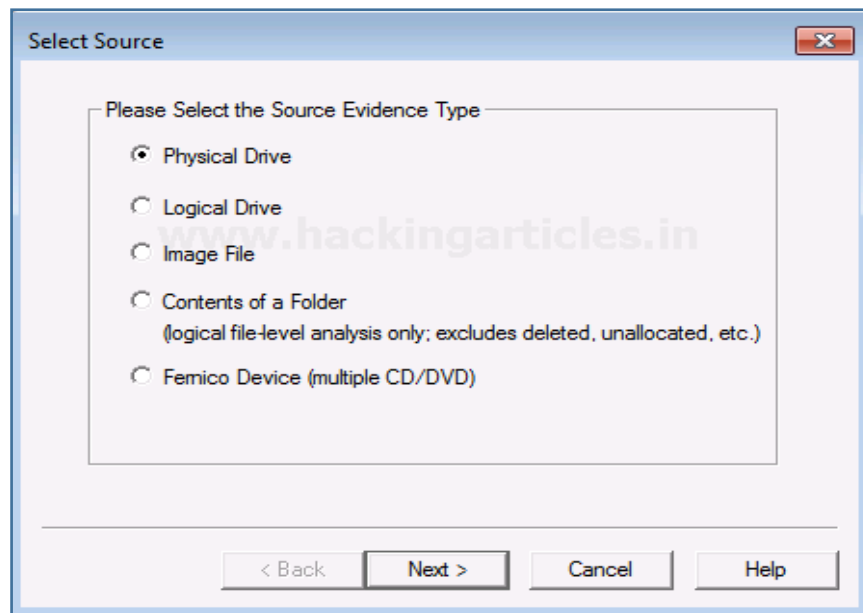 Select Source
Please Select the Source Evidence Type
Physical Drive
Logical Drive
www.hackingarticles.in
Image File
Contents of a Folder
(logical file-level analysis only; excludes deleted, unallocated, etc.)
Fernico Device (multiple CD/DVD)
< Back Next > Cancel Help